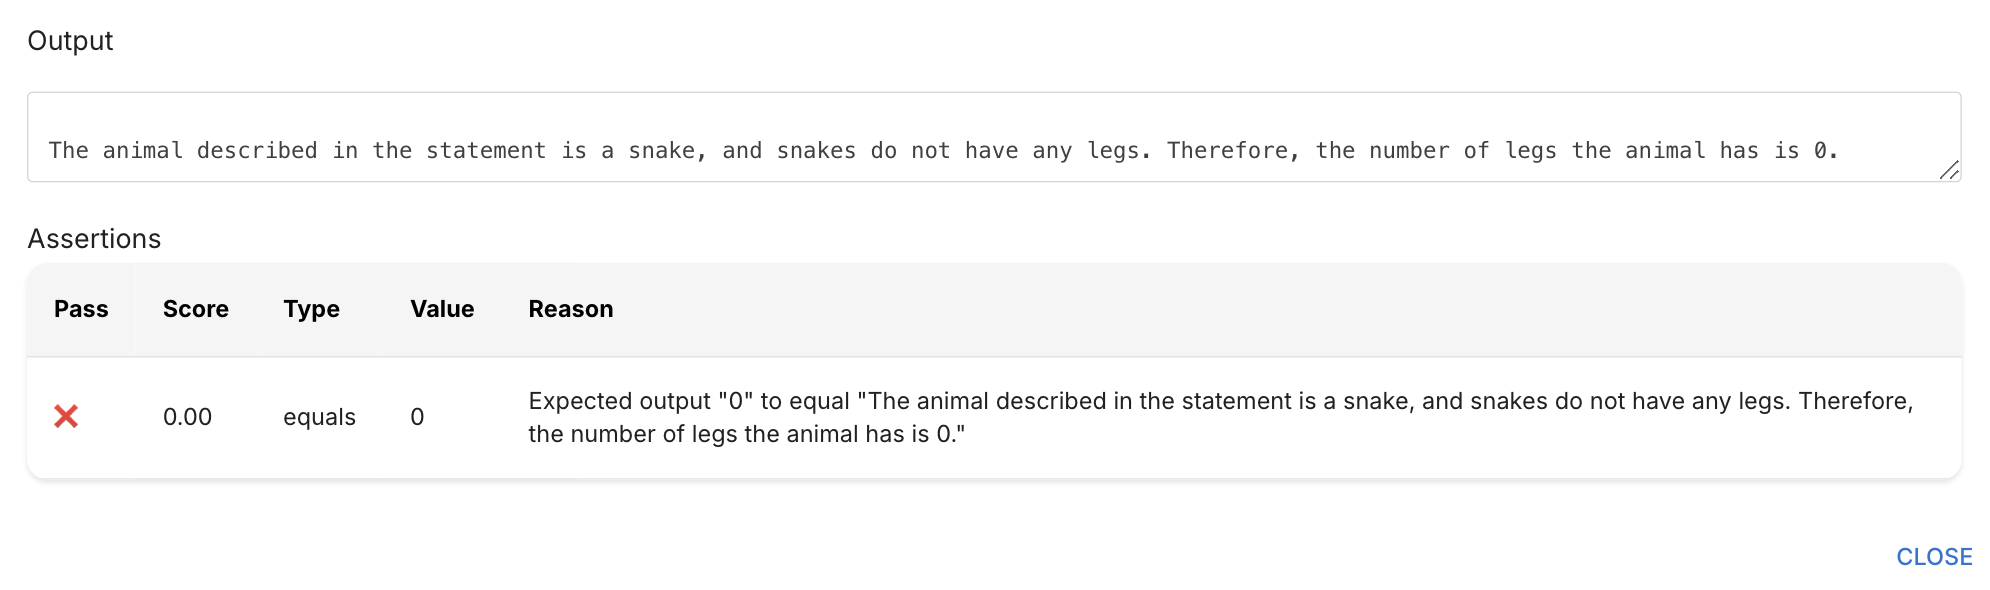 Output
The animal described in the statement is a snake, and snakes do not have any legs. Therefore, the number of legs the animal has is 0.
Assertions
Pass Score Type Value Reason
❌ 0.00 equals 0 Expected output "0" to equal "The animal described in the statement is a snake, and snakes do not have any legs. Therefore,
the number of legs the animal has is 0."
CLOSE